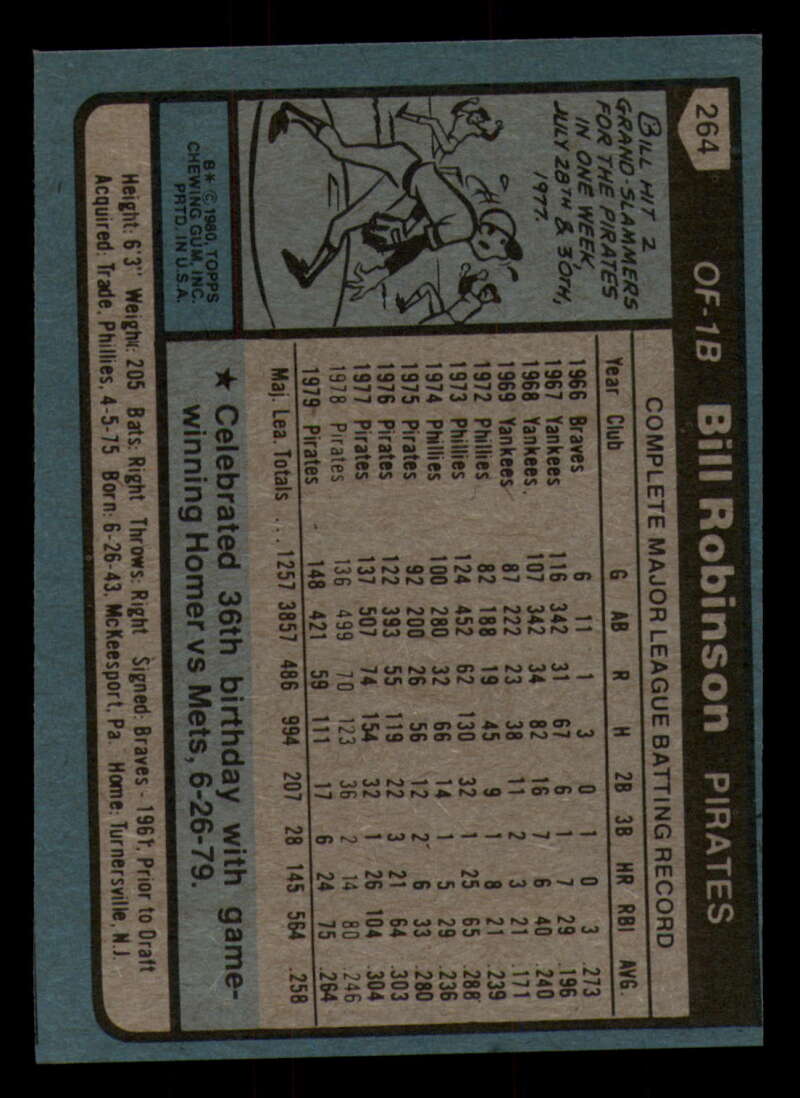 264 OF-1B Bill Robinson PIRATES
BILL HIT 2
GRAND-SLAMMERS
FOR THE PIRATES
IN ONE WEEK,
JULY 28TH & 30TH,
1977.
B* © 1980, TOPPS
CHEWING GUM, INC.
PRTD. IN U.S.A.
COMPLETE MAJOR LEAGUE BATTING RECORD
Year Club G AB R H 2B 3B HR RBI AVG.
1966 Braves 6 11 1 3 0 1 0 3 .273
1967 Yankees 116 342 31 67 6 1 7 29 .196
1968 Yankees 107 342 34 82 16 7 6 40 .240
1969 Yankees 87 222 23 38 11 2 3 21 .171
1972 Phillies 82 188 19 45 9 1 8 21 .239
1973 Phillies 124 452 62 130 32 1 25 65 .288
1974 Phillies 100 280 32 66 14 1 5 29 .236
1975 Pirates 92 200 26 56 12 2 6 33 .280
1976 Pirates 122 393 55 119 22 3 21 64 .303
1977 Pirates 137 507 74 154 32 1 26 104 .304
1978 Pirates 136 499 70 123 36 2 14 80 .246
1979 Pirates 148 421 59 111 17 6 24 75 .264
Maj. Lea. Totals .... 1257 3857 486 994 207 28 145 564 .258
★ Celebrated 36th birthday with game-
winning Homer vs Mets, 6-26-79.
Height: 6'3" Weight: 205 Bats: Right Throws: Right Signed: Braves - 1961, Prior to Draft
Acquired: Trade, Phillies, 4-5-75 Born: 6-26-43, McKeesport, Pa. Home: Turnersville, N.J.